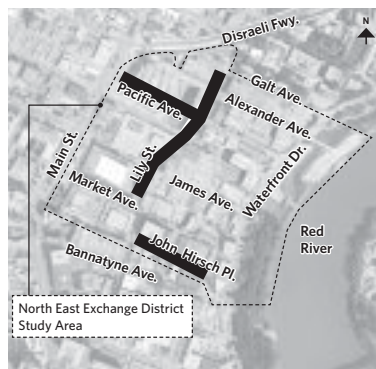 N
Disraeli Fwy.
Galt Ave.
Pacific Ave.
Alexander Ave.
Main St.
Lily St.
Waterfront Dr.
Market Ave.
James Ave.
Red
River
John Hirsch Pl.
Bannatyne Ave.
North East Exchange District
Study Area